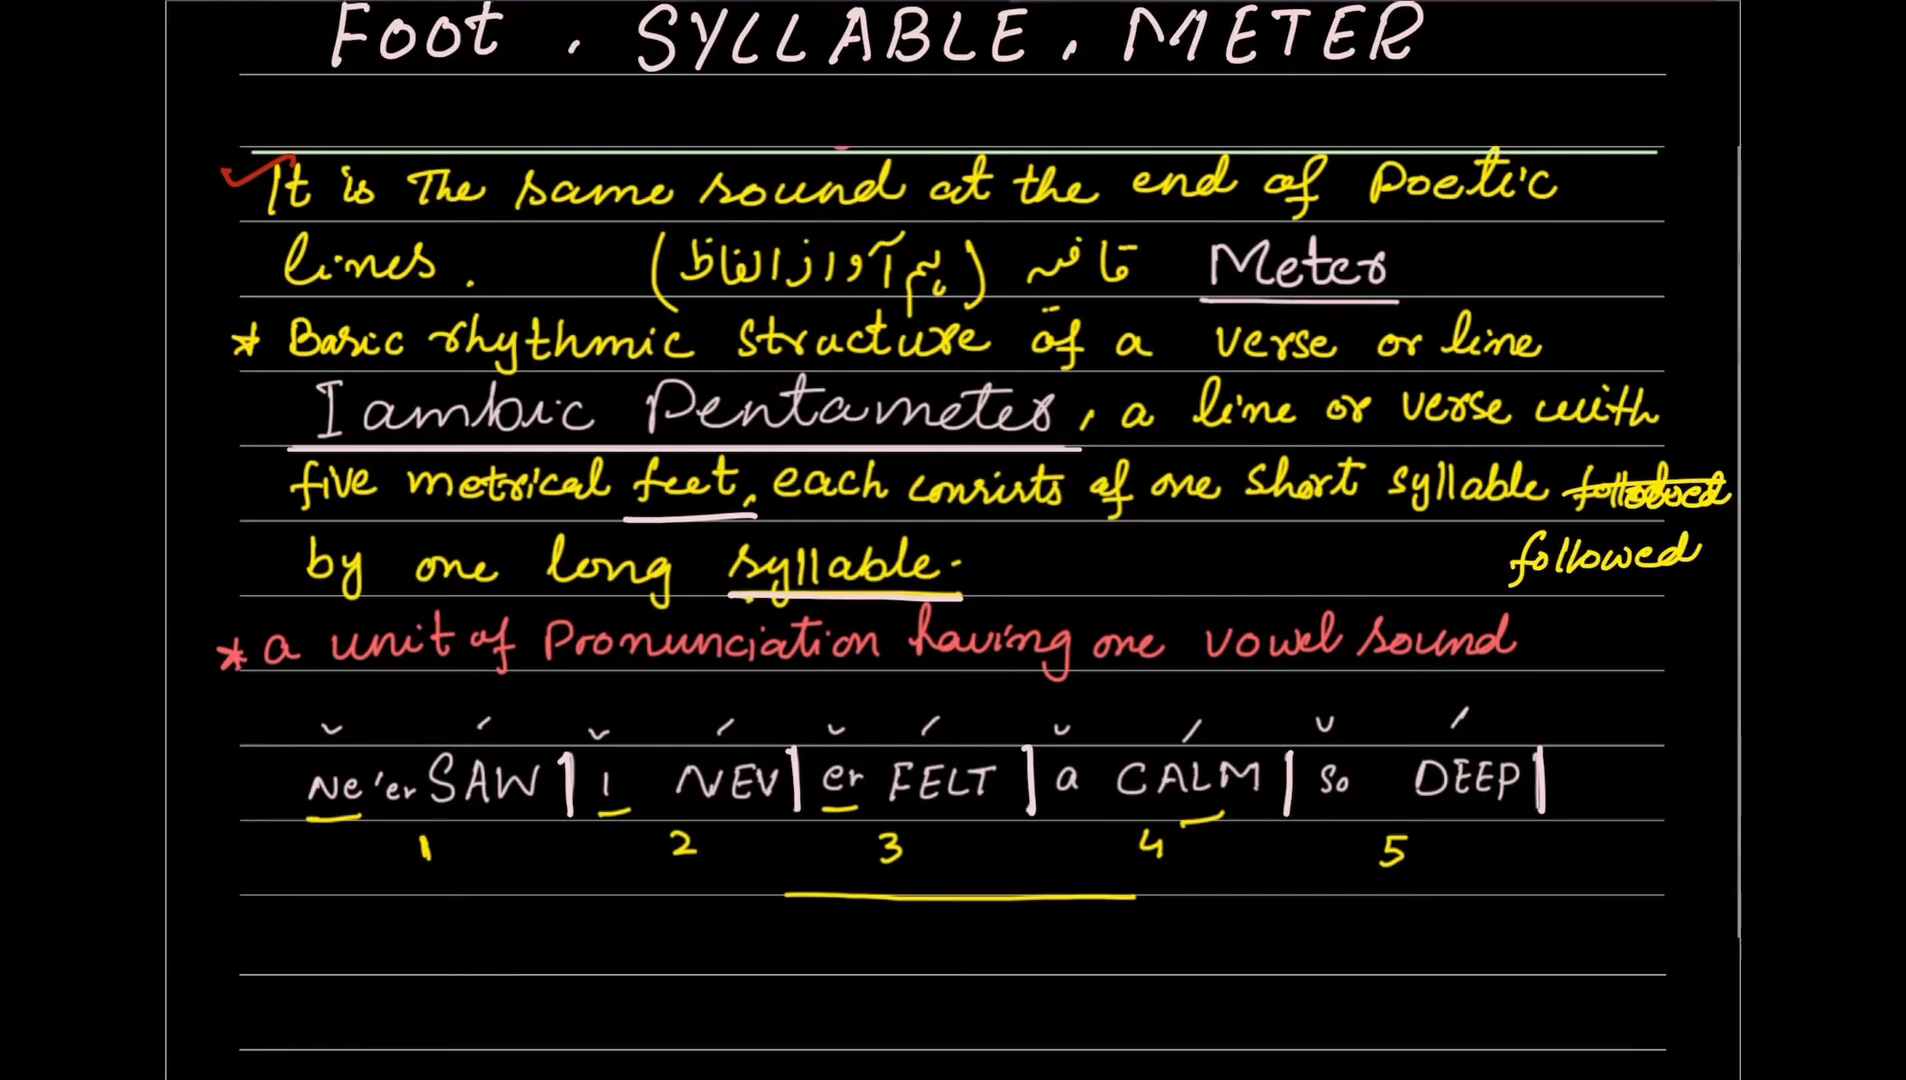 FOOT, SYLLABLE, METER
It is The same sound at the end of Poetic
lines. قافیہ (ہم آواز الفاظ) Meter
* Basic rhythmic structure of a verse or line
Iambic Pentameter, a line or verse with
five metrical feet, each consists of one short syllable followed
by one long syllable. followed
* a unit of Pronunciation having one vowel sound
˘ ´ ˘ ´ ˘ ´ ˘ ´ ˘ ´
Ne'er SAW | I NEV | er FELT | a CALM | so DEEP |
1 2 3 4 5